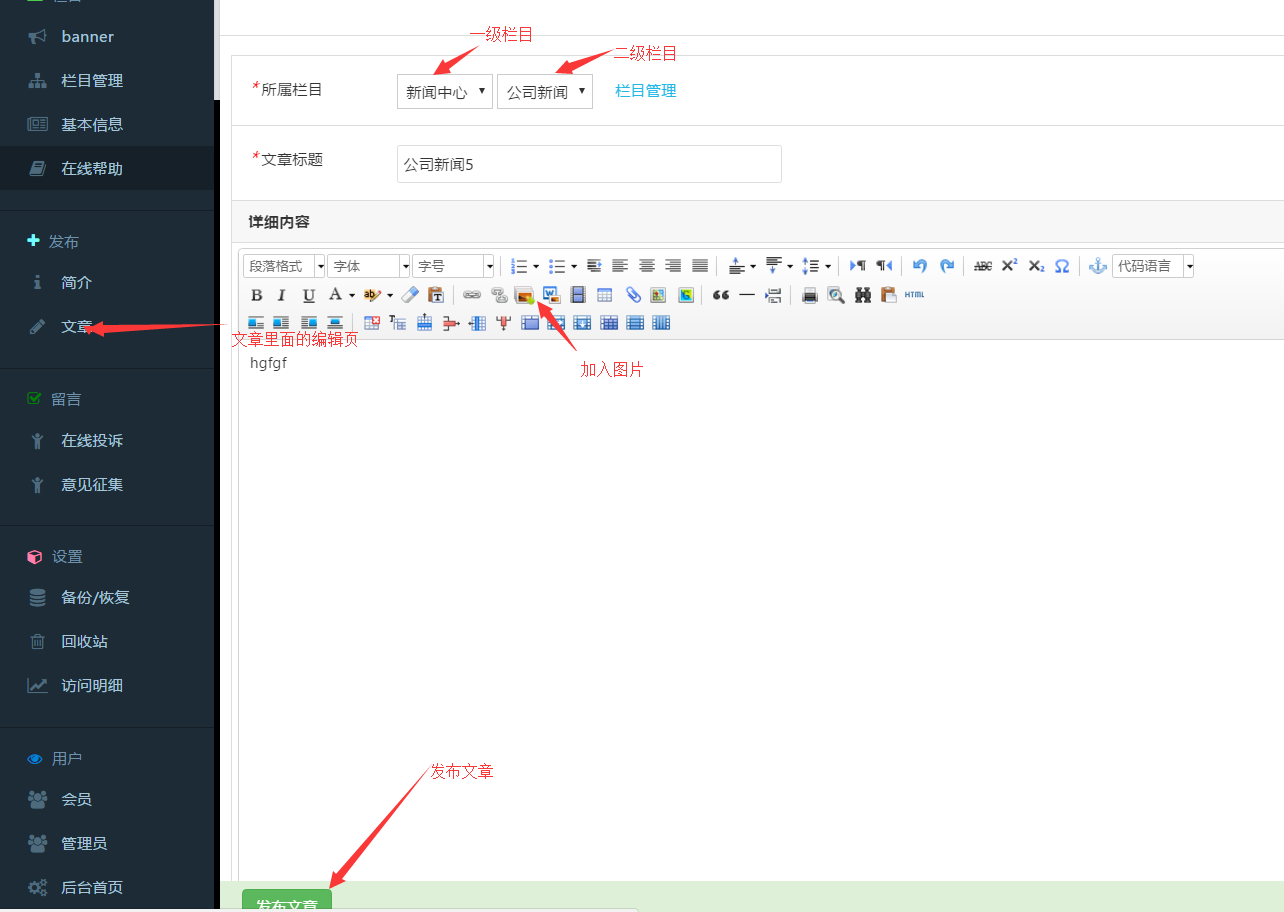 栏目
banner
栏目管理
基本信息
在线帮助
发布
简介
文章
留言
在线投诉
意见征集
设置
备份/恢复
回收站
访问明细
用户
会员
管理员
后台首页
一级栏目
二级栏目
*所属栏目 新闻中心 公司新闻 栏目管理
*文章标题 公司新闻5
详细内容
段落格式 字体 字号 代码语言
B I U A ab ABC X² X₂ Ω HTML
文章里面的编辑页
加入图片
hgfgf
发布文章
发布文章